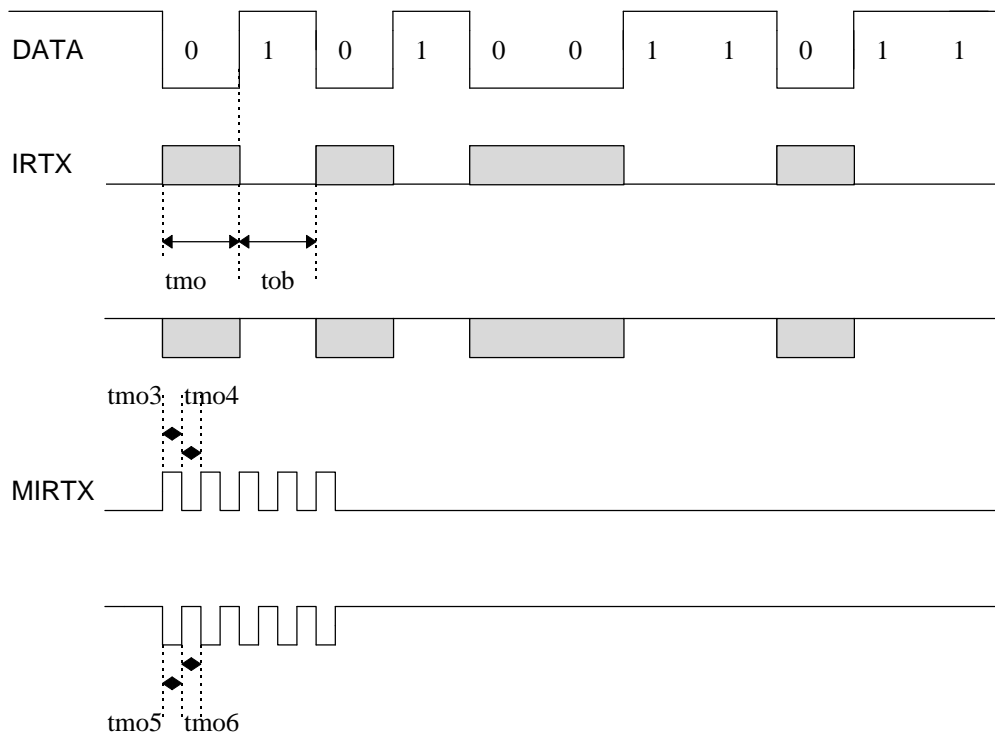 DATA 0 1 0 1 0 0 1 1 0 1 1
IRTX
tmo tob
tmo3 tmo4
MIRTX
tmo5 tmo6